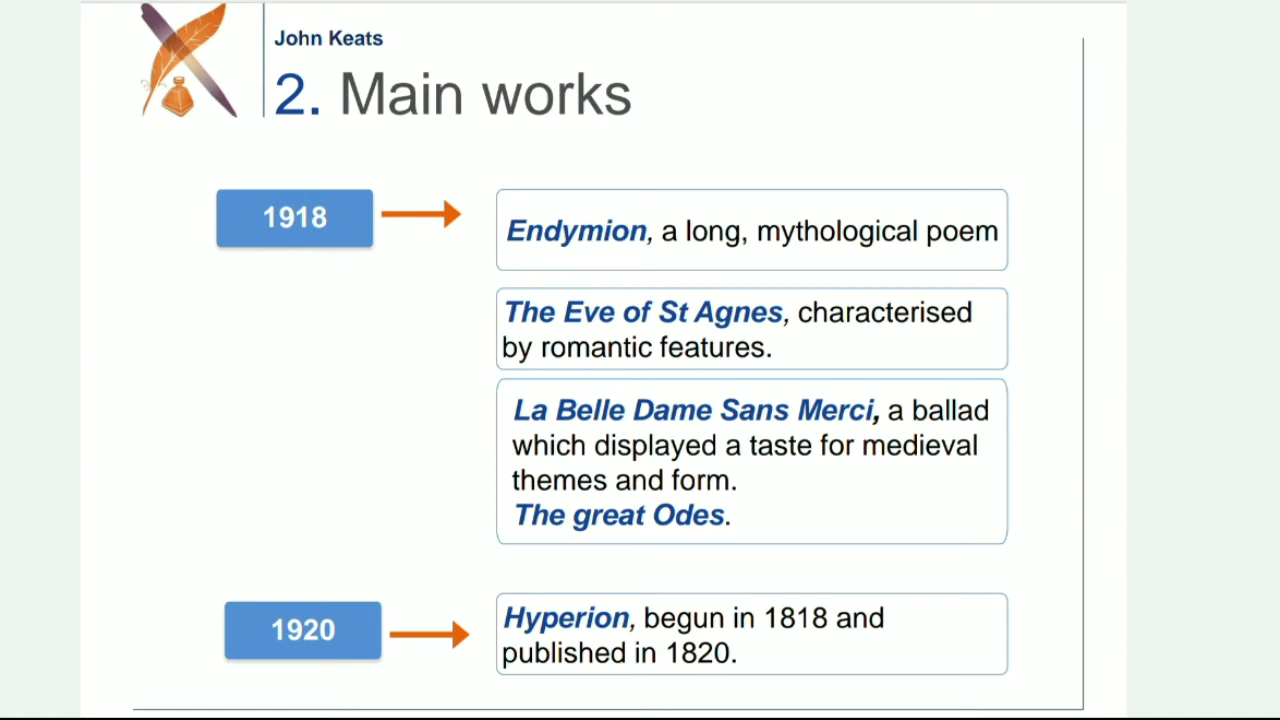 John Keats
2. Main works
1918
Endymion, a long, mythological poem
The Eve of St Agnes, characterised
by romantic features.
La Belle Dame Sans Merci, a ballad
which displayed a taste for medieval
themes and form.
The great Odes.
1920
Hyperion, begun in 1818 and
published in 1820.